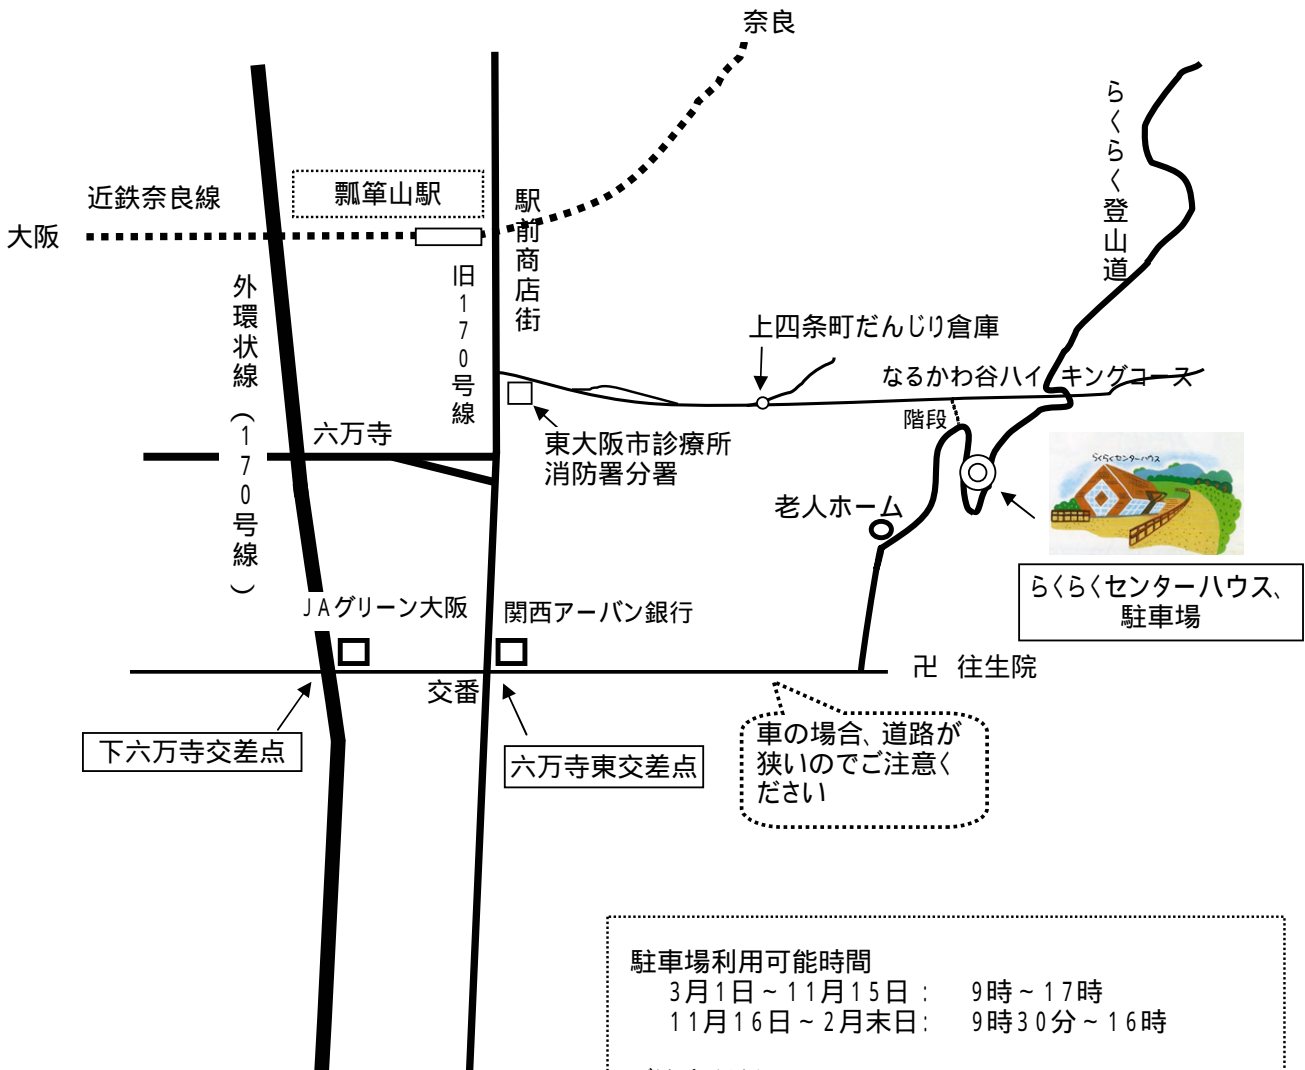 奈良
らくらく登山道
近鉄奈良線
瓢箪山駅
大阪
駅前商店街
旧170号線
外環状線(170号線)
上四条町だんじり倉庫
なるかわ谷ハイキングコース
階段
六万寺
東大阪市診療所
消防署分署
らくらくセンターハウス
老人ホーム
らくらくセンターハウス、
駐車場
JAグリーン大阪
関西アーバン銀行
卍 往生院
交番
下六万寺交差点
六万寺東交差点
車の場合、道路が
狭いのでご注意く
ださい
駐車場利用可能時間
3月1日~11月15日: 9時~17時
11月16日~2月末日: 9時30分~16時